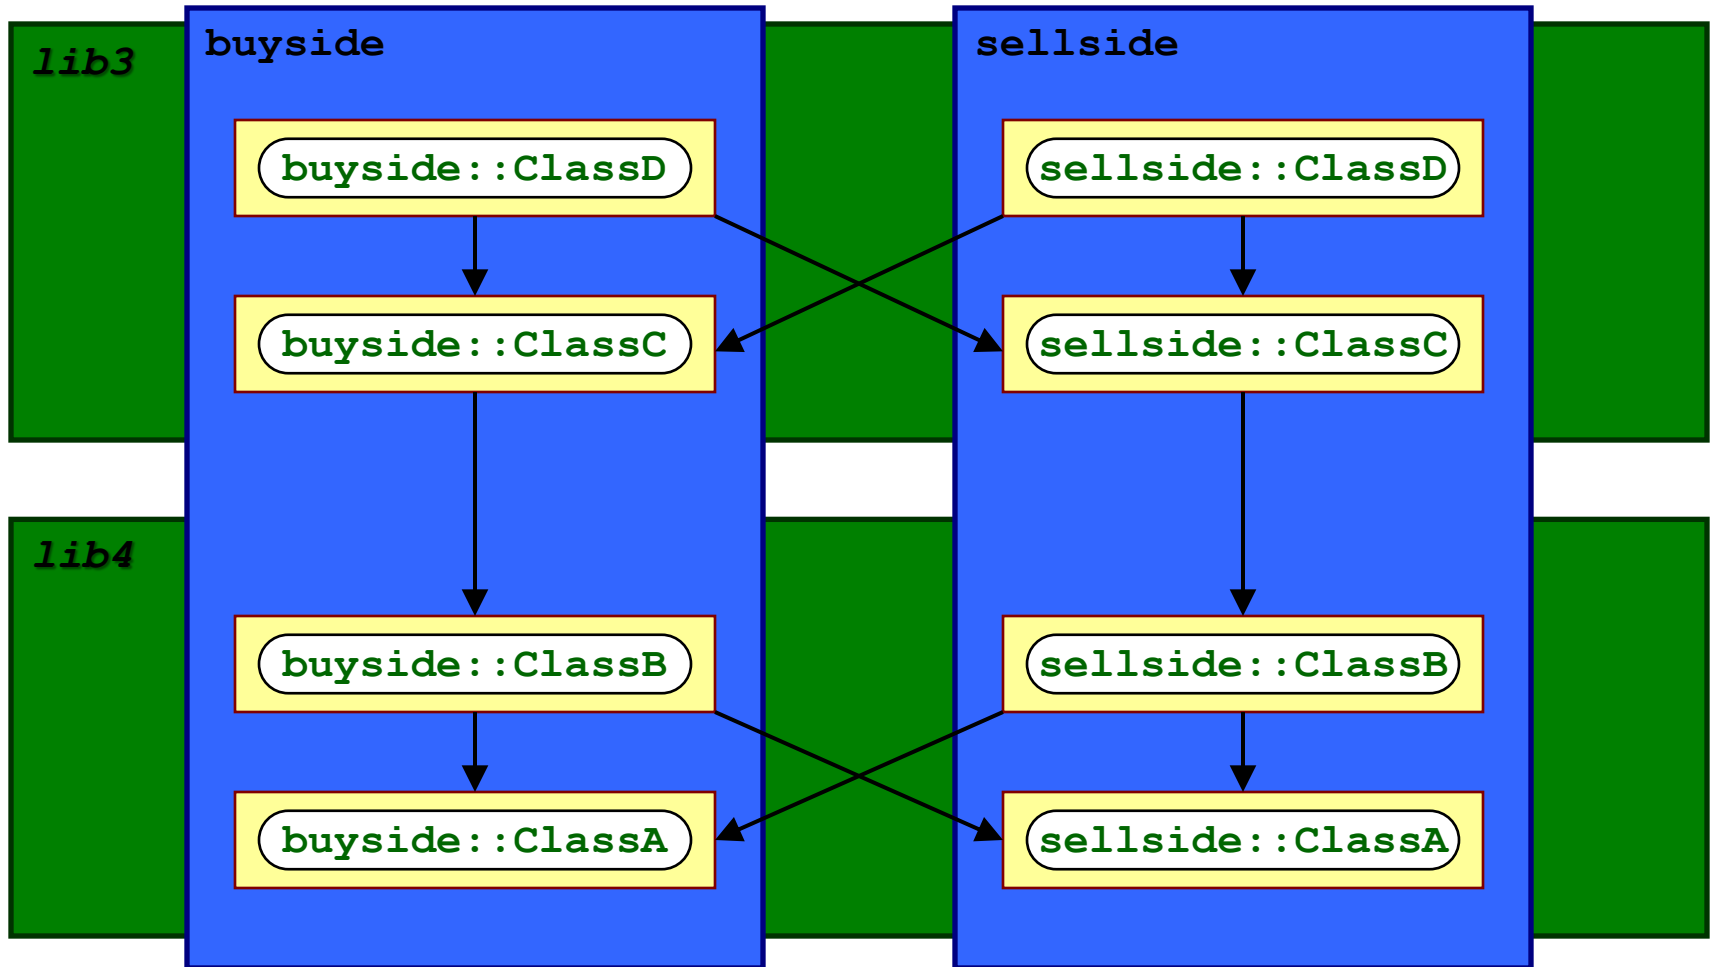 lib3
buyside
sellside
buyside::ClassD
sellside::ClassD
buyside::ClassC
sellside::ClassC
lib4
buyside::ClassB
sellside::ClassB
buyside::ClassA
sellside::ClassA